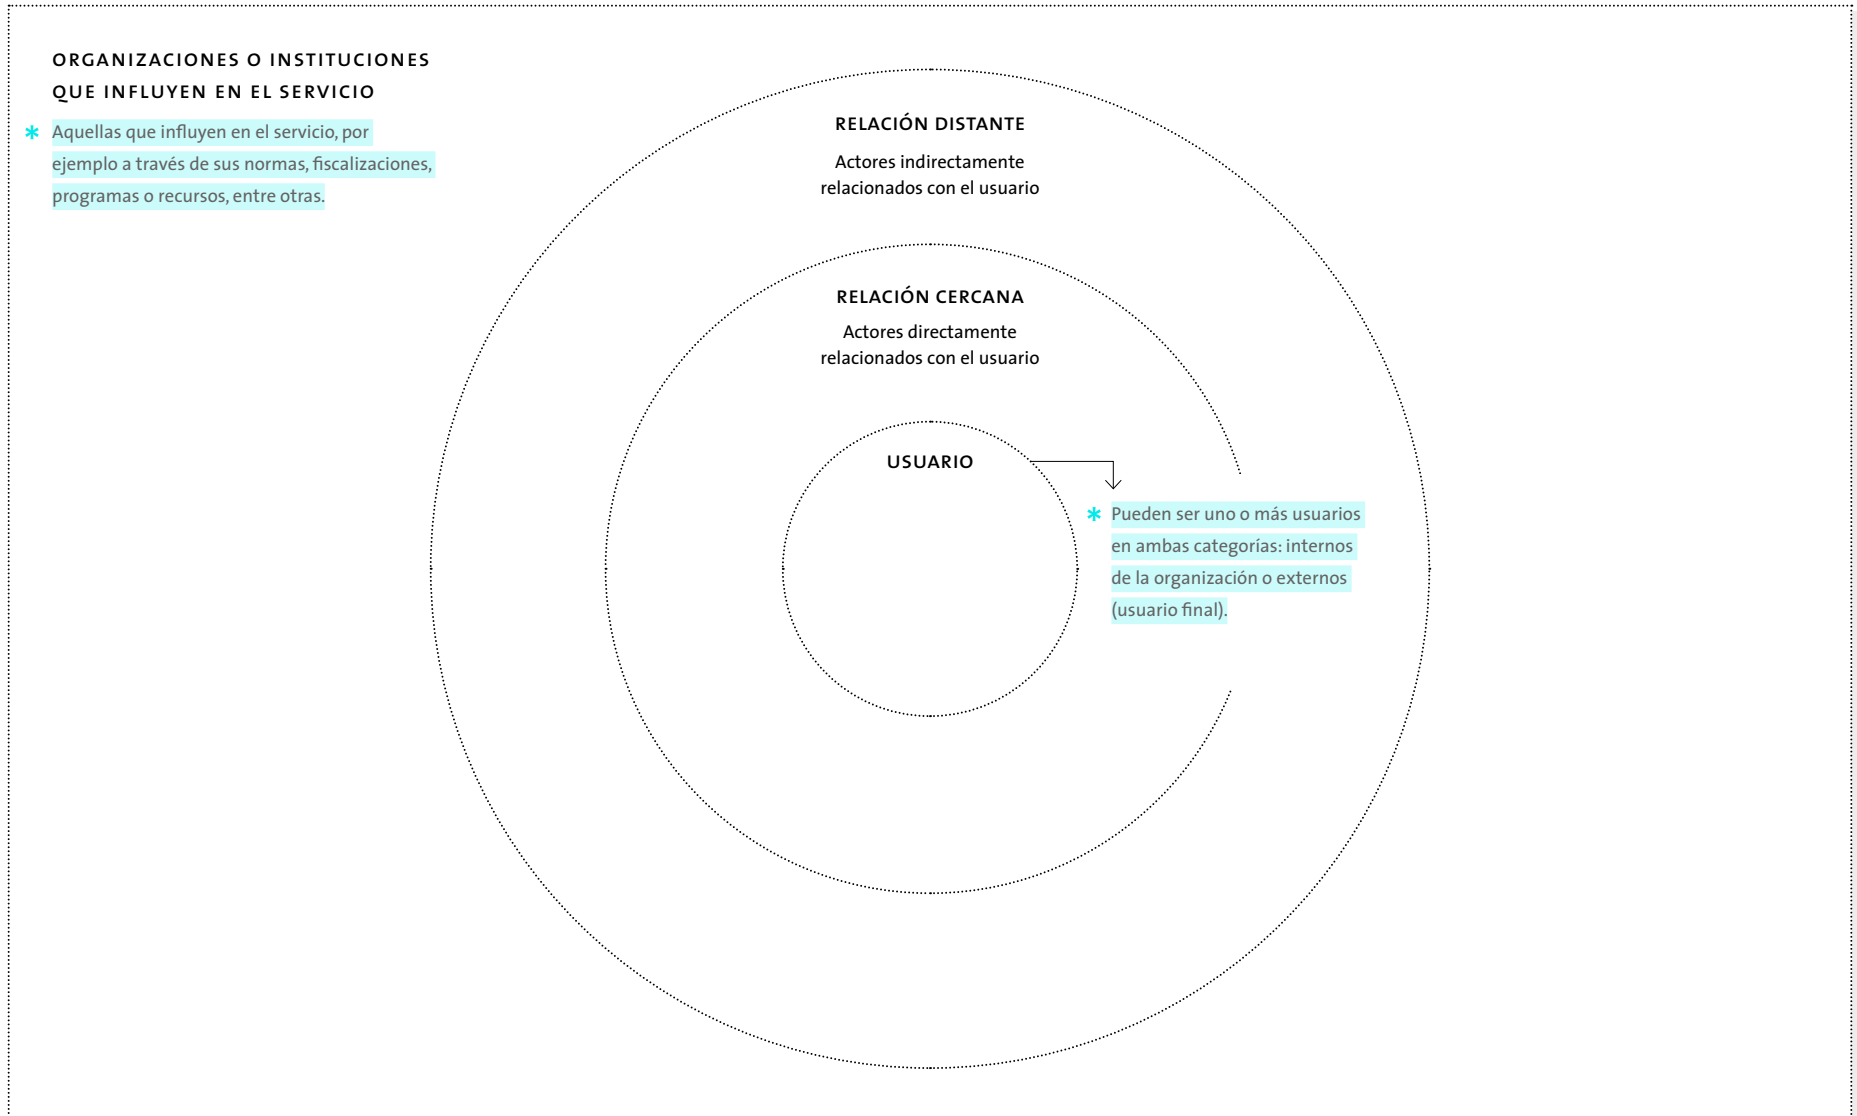 ORGANIZACIONES O INSTITUCIONES
QUE INFLUYEN EN EL SERVICIO
* Aquellas que influyen en el servicio, por
ejemplo a través de sus normas, fiscalizaciones,
programas o recursos, entre otras.
RELACIÓN DISTANTE
Actores indirectamente
relacionados con el usuario
RELACIÓN CERCANA
Actores directamente
relacionados con el usuario
USUARIO
* Pueden ser uno o más usuarios
en ambas categorías: internos
de la organización o externos
(usuario final).